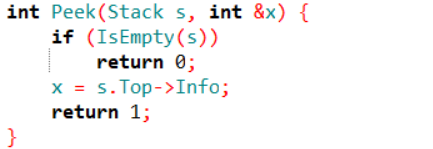 int Peek(Stack s, int &x) {
    if (IsEmpty(s))
        return 0;
    x = s.Top->Info;
    return 1;
}